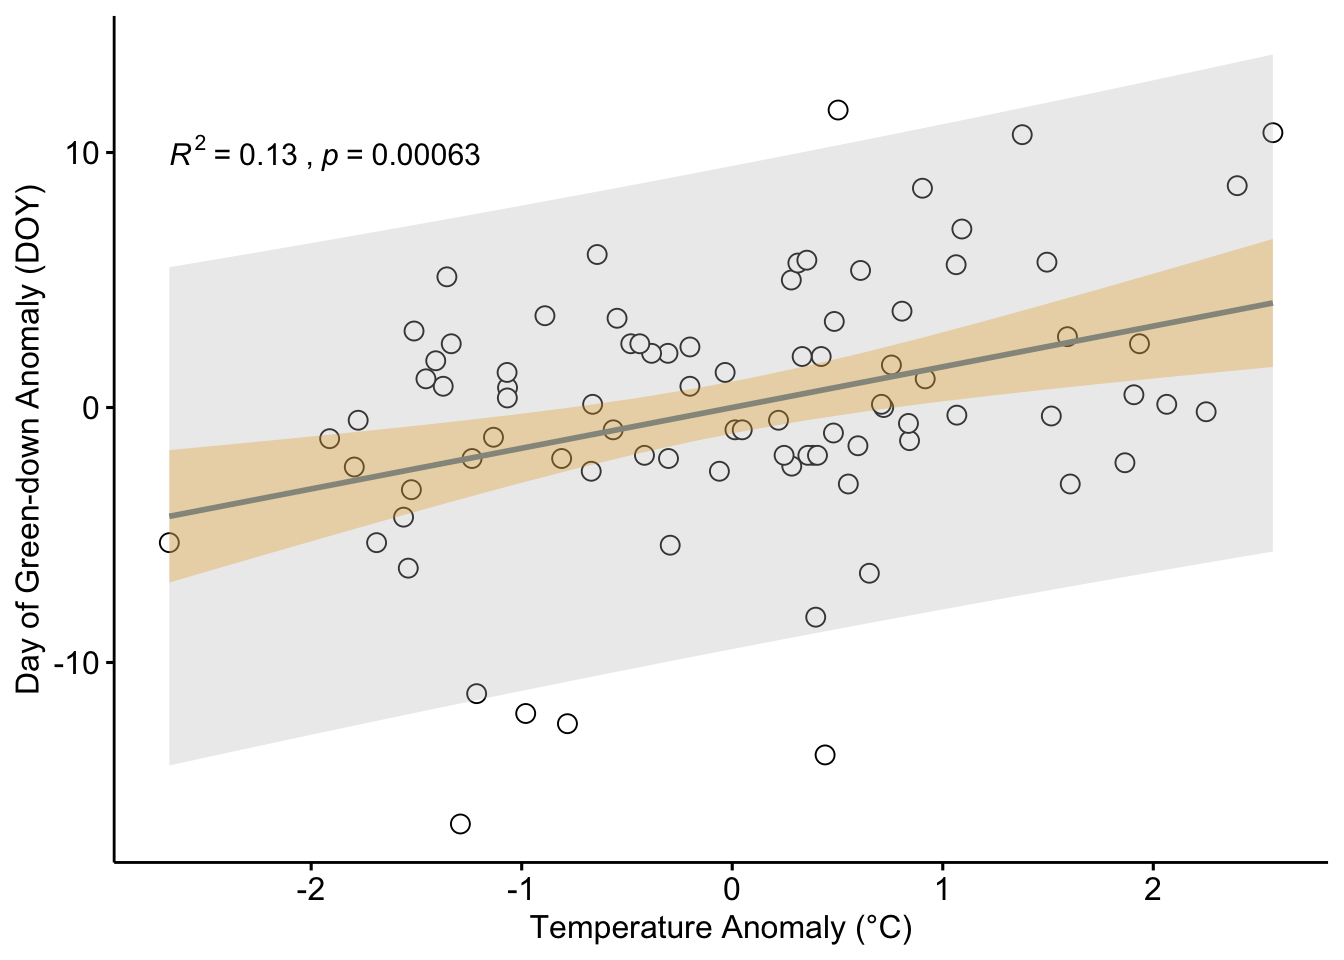 R² = 0.13 , p = 0.00063
Day of Green-down Anomaly (DOY)
10
0
-10
-2 -1 0 1 2
Temperature Anomaly (°C)